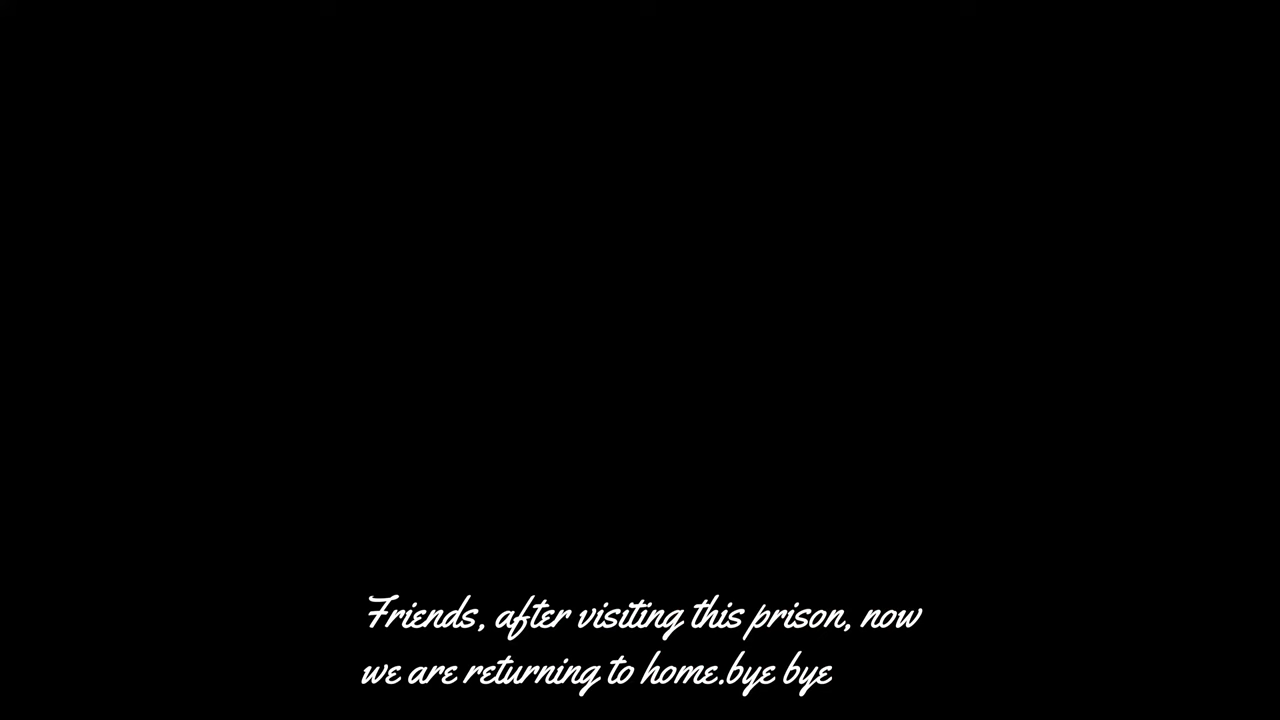 Friends, after visiting this prison, now
we are returning to home.bye bye